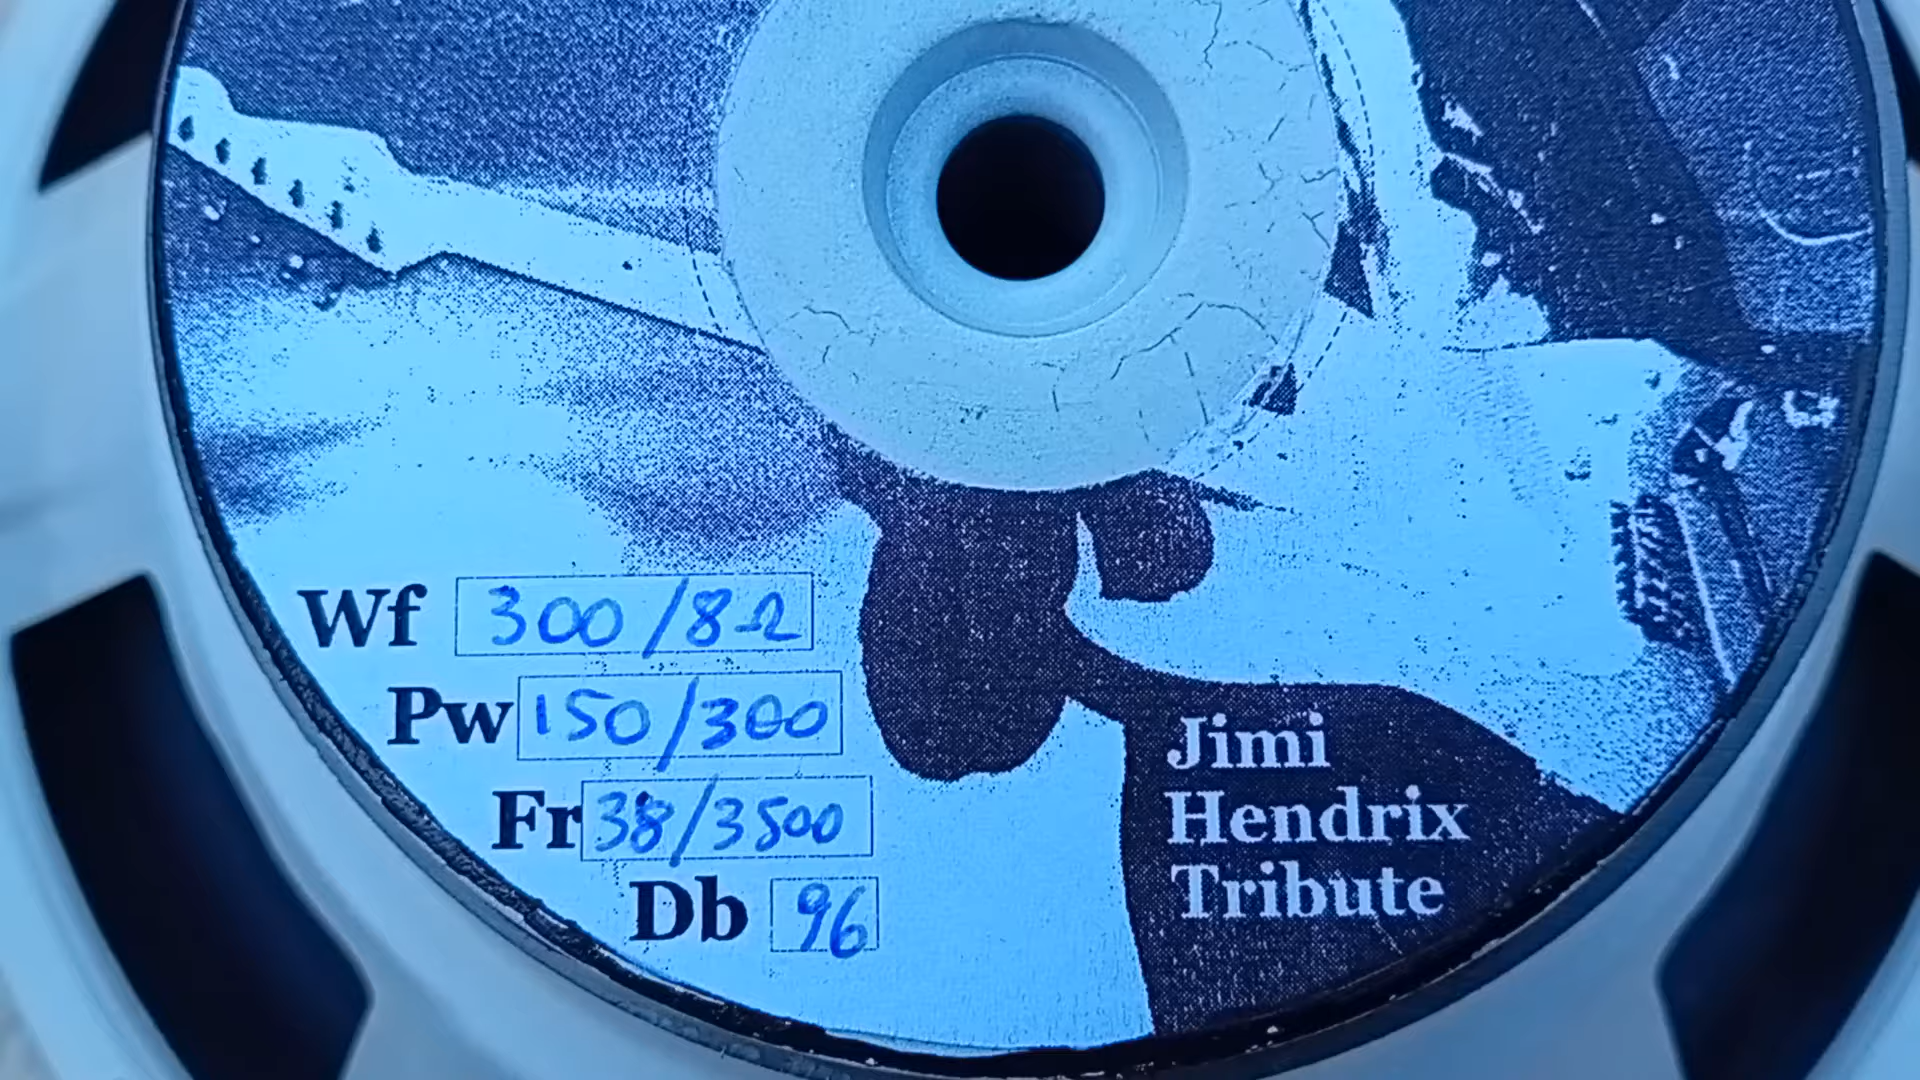 Wf 300/8Ω
Pw 150/300
Fr 38/3500
Db 96
Jimi
Hendrix
Tribute